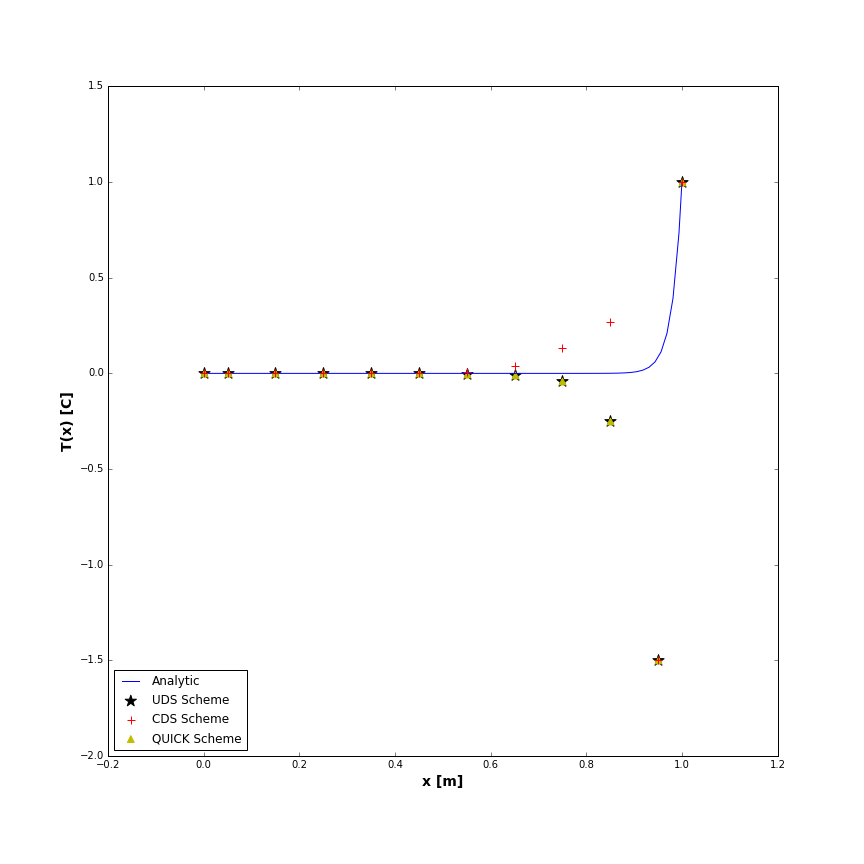 1.5
1.0
0.5
0.0
−0.5
−1.0
−1.5
−2.0
T(x) [C]
Analytic
UDS Scheme
CDS Scheme
QUICK Scheme
−0.2
0.0
0.2
0.4
0.6
0.8
1.0
1.2
x [m]